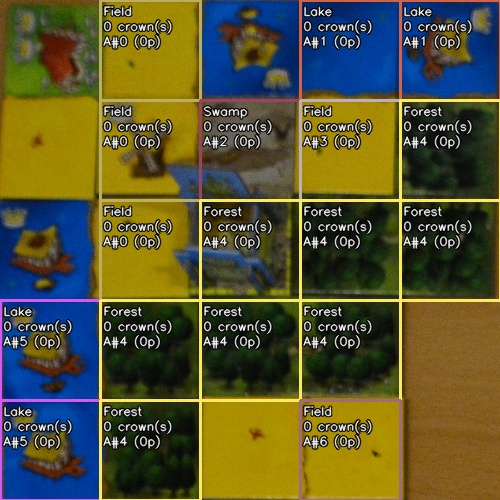 Field
0 crown(s)
A#0 (0p)
Lake
0 crown(s)
A#1 (0p)
Lake
0 crown(s)
A#1 (0p)
Field
0 crown(s)
A#0 (0p)
Swamp
0 crown(s)
A#2 (0p)
Field
0 crown(s)
A#3 (0p)
Forest
0 crown(s)
A#4 (0p)
Field
0 crown(s)
A#0 (0p)
Forest
0 crown(s)
A#4 (0p)
Forest
0 crown(s)
A#4 (0p)
Forest
0 crown(s)
A#4 (0p)
Lake
0 crown(s)
A#5 (0p)
Forest
0 crown(s)
A#4 (0p)
Forest
0 crown(s)
A#4 (0p)
Forest
0 crown(s)
A#4 (0p)
Lake
0 crown(s)
A#5 (0p)
Forest
0 crown(s)
A#4 (0p)
Field
0 crown(s)
A#6 (0p)